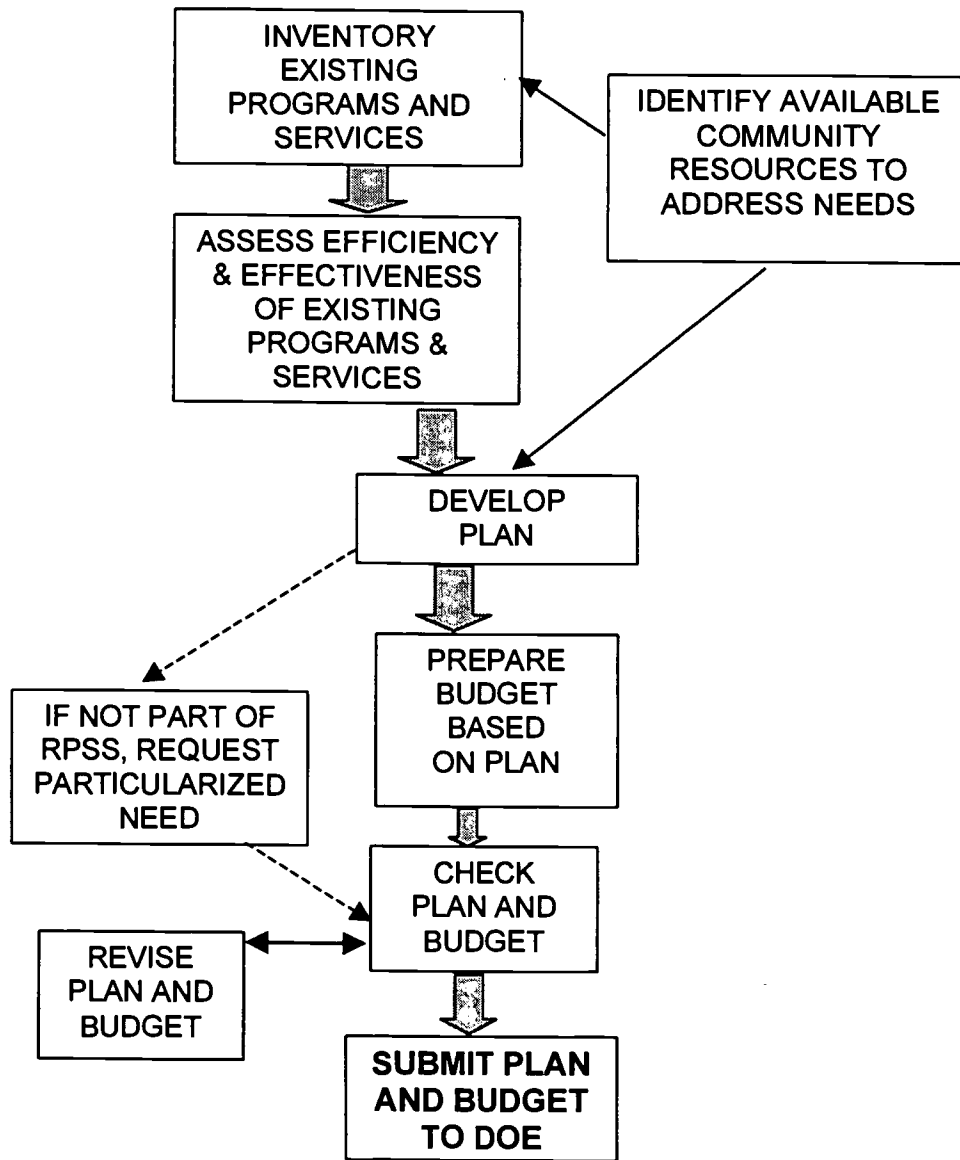 INVENTORY
EXISTING
PROGRAMS AND
SERVICES
IDENTIFY AVAILABLE
COMMUNITY
RESOURCES TO
ADDRESS NEEDS
ASSESS EFFICIENCY
& EFFECTIVENESS
OF EXISTING
PROGRAMS &
SERVICES
DEVELOP
PLAN
PREPARE
BUDGET
BASED
ON PLAN
IF NOT PART OF
RPSS, REQUEST
PARTICULARIZED
NEED
CHECK
PLAN AND
BUDGET
REVISE
PLAN AND
BUDGET
SUBMIT PLAN
AND BUDGET
TO DOE